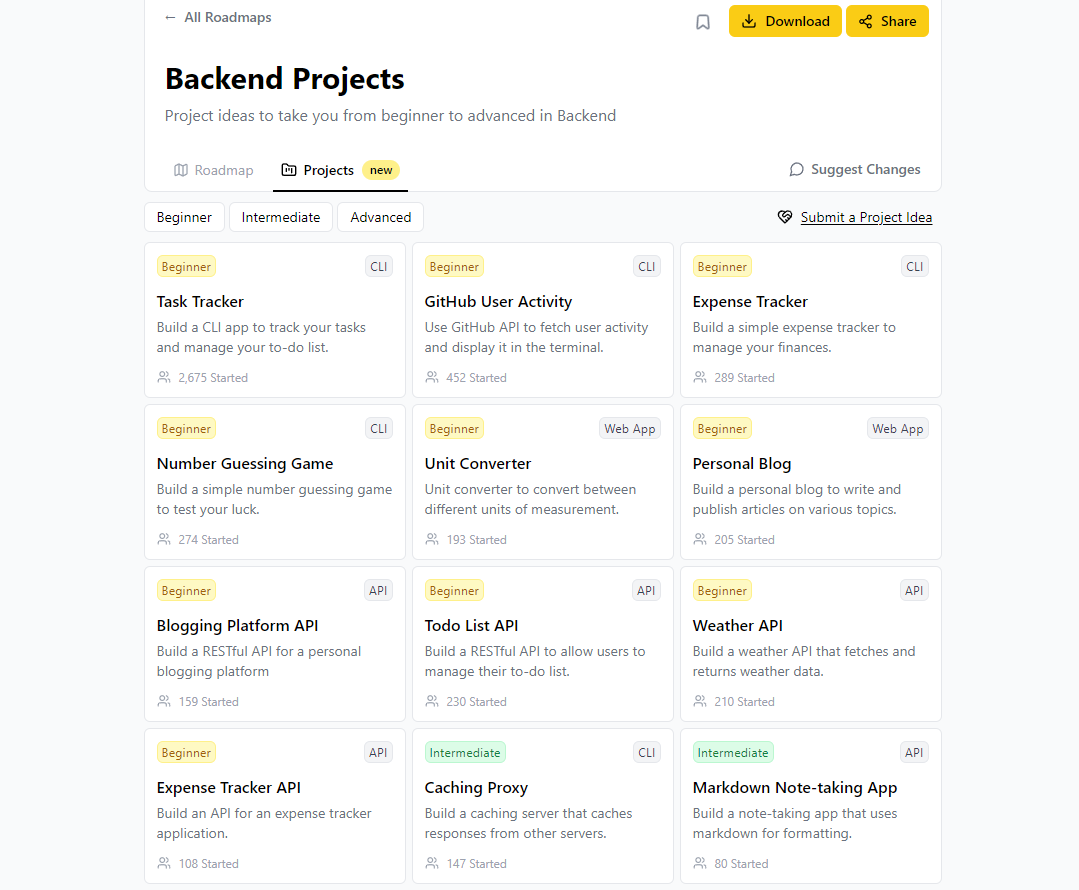 ← All Roadmaps
Download
Share
Backend Projects
Project ideas to take you from beginner to advanced in Backend
Roadmap
Projects new
Suggest Changes
Beginner
Intermediate
Advanced
Submit a Project Idea
Beginner
CLI
Task Tracker
Build a CLI app to track your tasks
and manage your to-do list.
2,675 Started
Beginner
CLI
GitHub User Activity
Use GitHub API to fetch user activity
and display it in the terminal.
452 Started
Beginner
CLI
Expense Tracker
Build a simple expense tracker to
manage your finances.
289 Started
Beginner
CLI
Number Guessing Game
Build a simple number guessing game
to test your luck.
274 Started
Beginner
Web App
Unit Converter
Unit converter to convert between
different units of measurement.
193 Started
Beginner
Web App
Personal Blog
Build a personal blog to write and
publish articles on various topics.
205 Started
Beginner
API
Blogging Platform API
Build a RESTful API for a personal
blogging platform
159 Started
Beginner
API
Todo List API
Build a RESTful API to allow users to
manage their to-do list.
230 Started
Beginner
API
Weather API
Build a weather API that fetches and
returns weather data.
210 Started
Beginner
API
Expense Tracker API
Build an API for an expense tracker
application.
108 Started
Intermediate
CLI
Caching Proxy
Build a caching server that caches
responses from other servers.
147 Started
Intermediate
API
Markdown Note-taking App
Build a note-taking app that uses
markdown for formatting.
80 Started